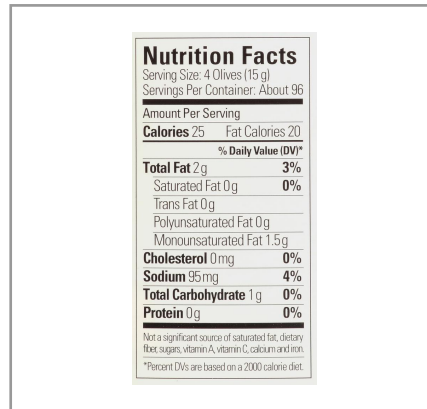 Nutrition Facts
Serving Size: 4 Olives (15 g)
Servings Per Container: About 96
Amount Per Serving
Calories 25 Fat Calories 20
% Daily Value (DV)*
Total Fat 2g 3%
Saturated Fat 0g 0%
Trans Fat 0g
Polyunsaturated Fat 0g
Monounsaturated Fat 1.5g
Cholesterol 0mg 0%
Sodium 95mg 4%
Total Carbohydrate 1g 0%
Protein 0g 0%
Not a significant source of saturated fat, dietary
fiber, sugars, vitamin A, vitamin C, calcium and iron.
*Percent DVs are based on a 2000 calorie diet.